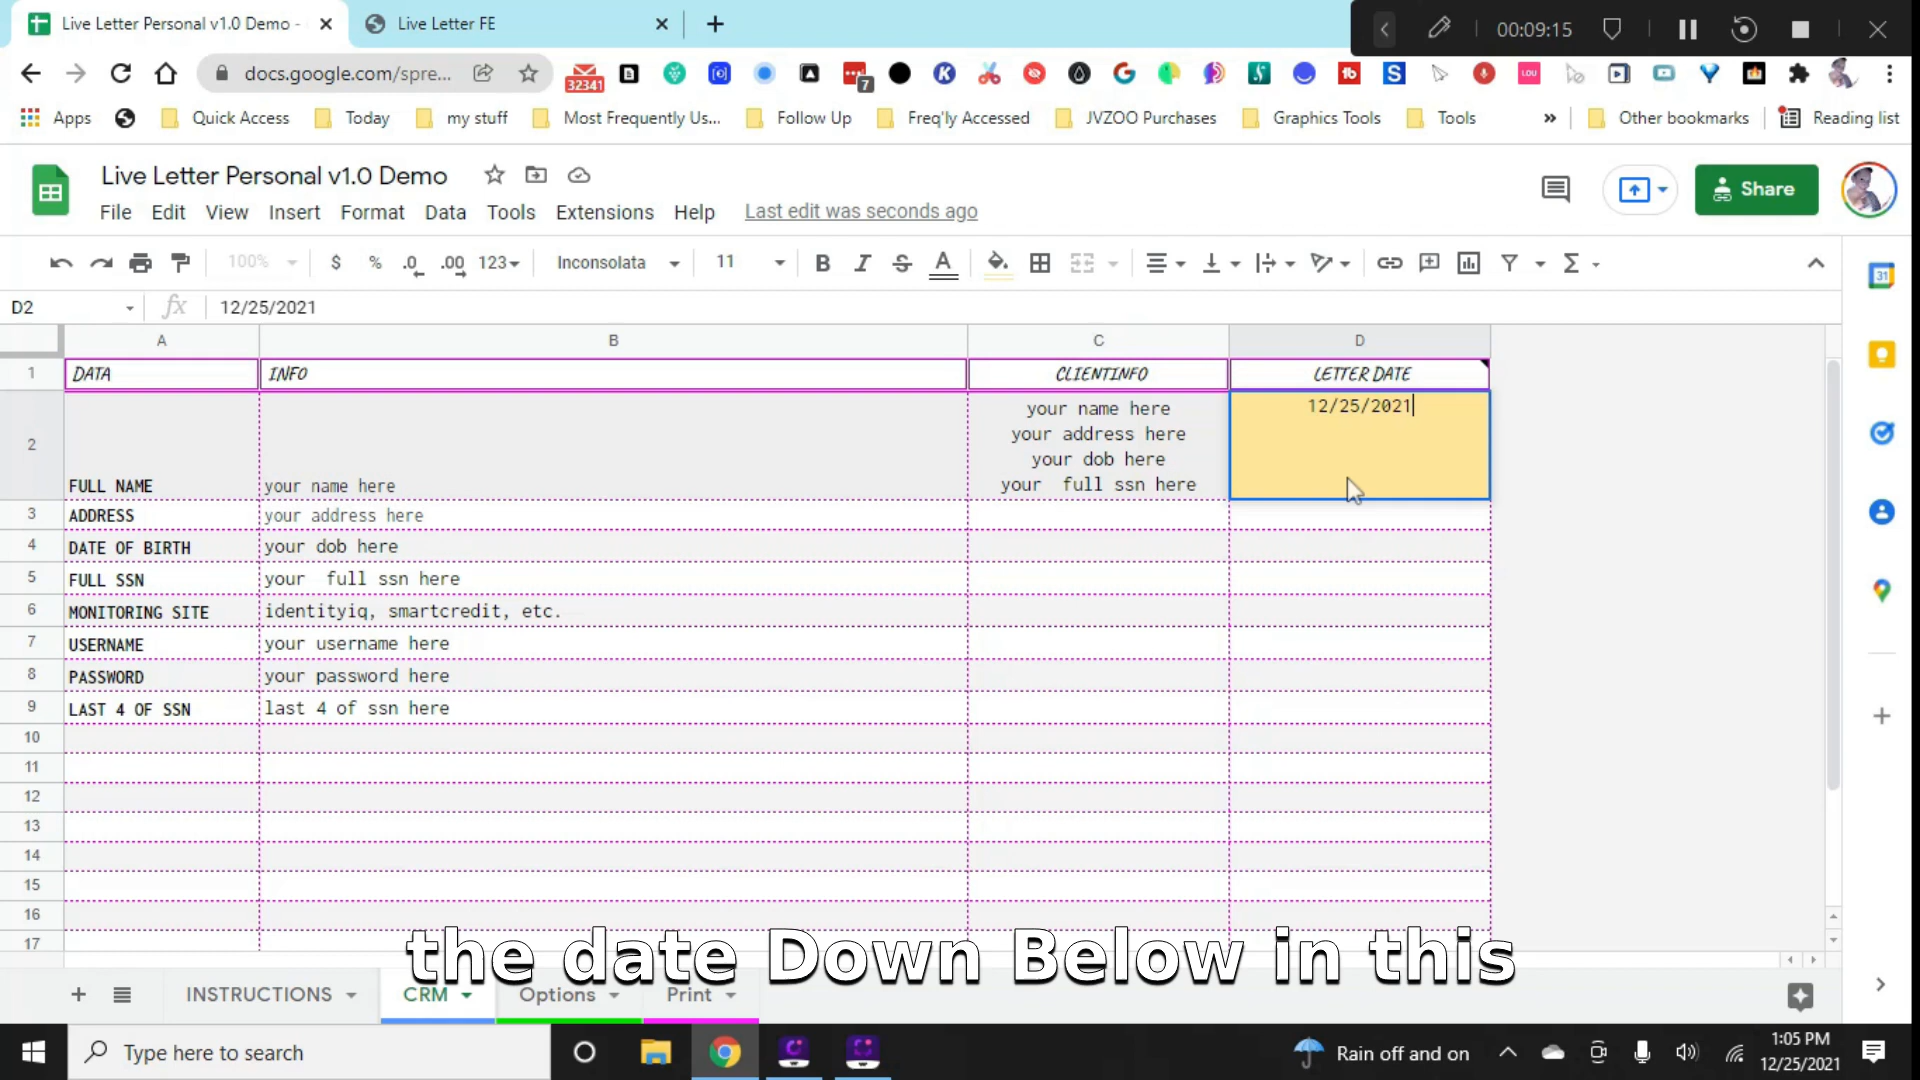 Live Letter Personal v1.0 Demo -
Live Letter FE
00:09:15
docs.google.com/spre...
32341
7
LOU
Apps
Quick Access
Today
my stuff
Most Frequently Us...
Follow Up
Freq'ly Accessed
JVZOO Purchases
Graphics Tools
Tools
Other bookmarks
Reading list
Live Letter Personal v1.0 Demo
Share
File Edit View Insert Format Data Tools Extensions Help Last edit was seconds ago
100% $ % .0 .00 123 Inconsolata 11
D2 fx 12/25/2021
31
A B C D
1 DATA INFO CLIENTINFO LETTER DATE
your name here 12/25/2021
your address here
2
your dob here
FULL NAME your name here your full ssn here
3 ADDRESS your address here
4 DATE OF BIRTH your dob here
5 FULL SSN your full ssn here
6 MONITORING SITE identityiq, smartcredit, etc.
7 USERNAME your username here
8 PASSWORD your password here
9 LAST 4 OF SSN last 4 of ssn here
10
11
12
13
14
15
16
17
the date Down Below in this
INSTRUCTIONS CRM Options Print
Type here to search
Rain off and on
1:05 PM
12/25/2021